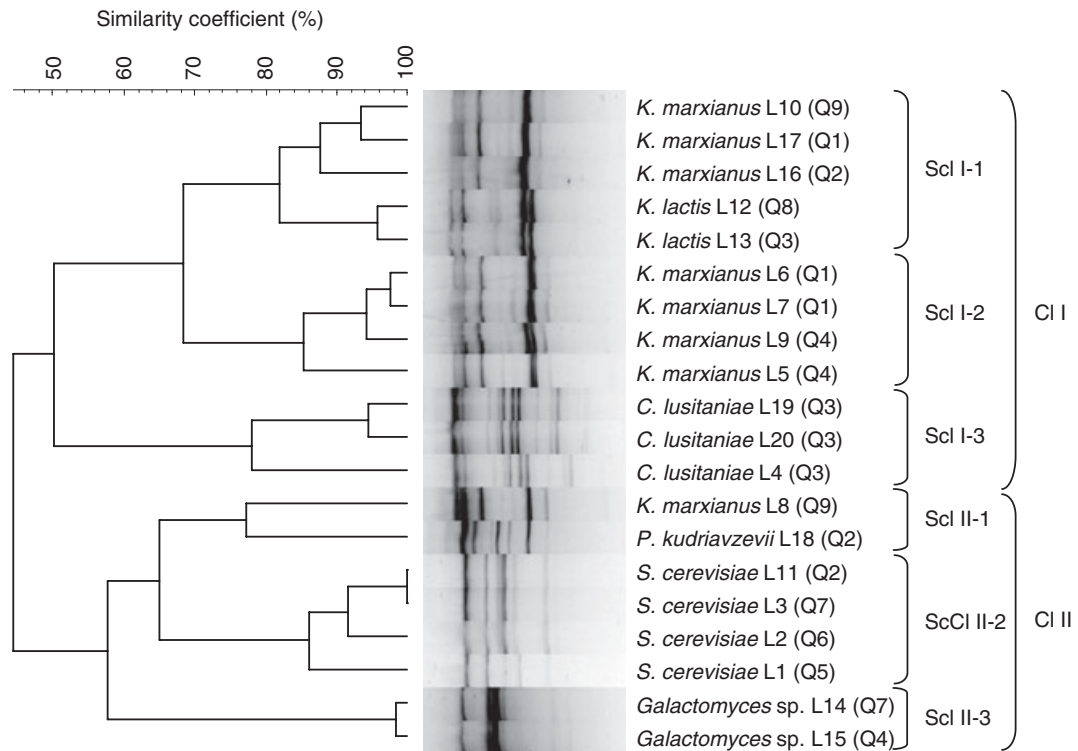 Similarity coefficient (%)
50 60 70 80 90 100
K. marxianus L10 (Q9)
K. marxianus L17 (Q1)
K. marxianus L16 (Q2)
K. lactis L12 (Q8)
K. lactis L13 (Q3)
Scl I-1
K. marxianus L6 (Q1)
K. marxianus L7 (Q1)
K. marxianus L9 (Q4)
K. marxianus L5 (Q4)
Scl I-2
C. lusitaniae L19 (Q3)
C. lusitaniae L20 (Q3)
C. lusitaniae L4 (Q3)
Scl I-3
Cl I
K. marxianus L8 (Q9)
P. kudriavzevii L18 (Q2)
Scl II-1
S. cerevisiae L11 (Q2)
S. cerevisiae L3 (Q7)
S. cerevisiae L2 (Q6)
S. cerevisiae L1 (Q5)
ScCl II-2
Galactomyces sp. L14 (Q7)
Galactomyces sp. L15 (Q4)
Scl II-3
Cl II